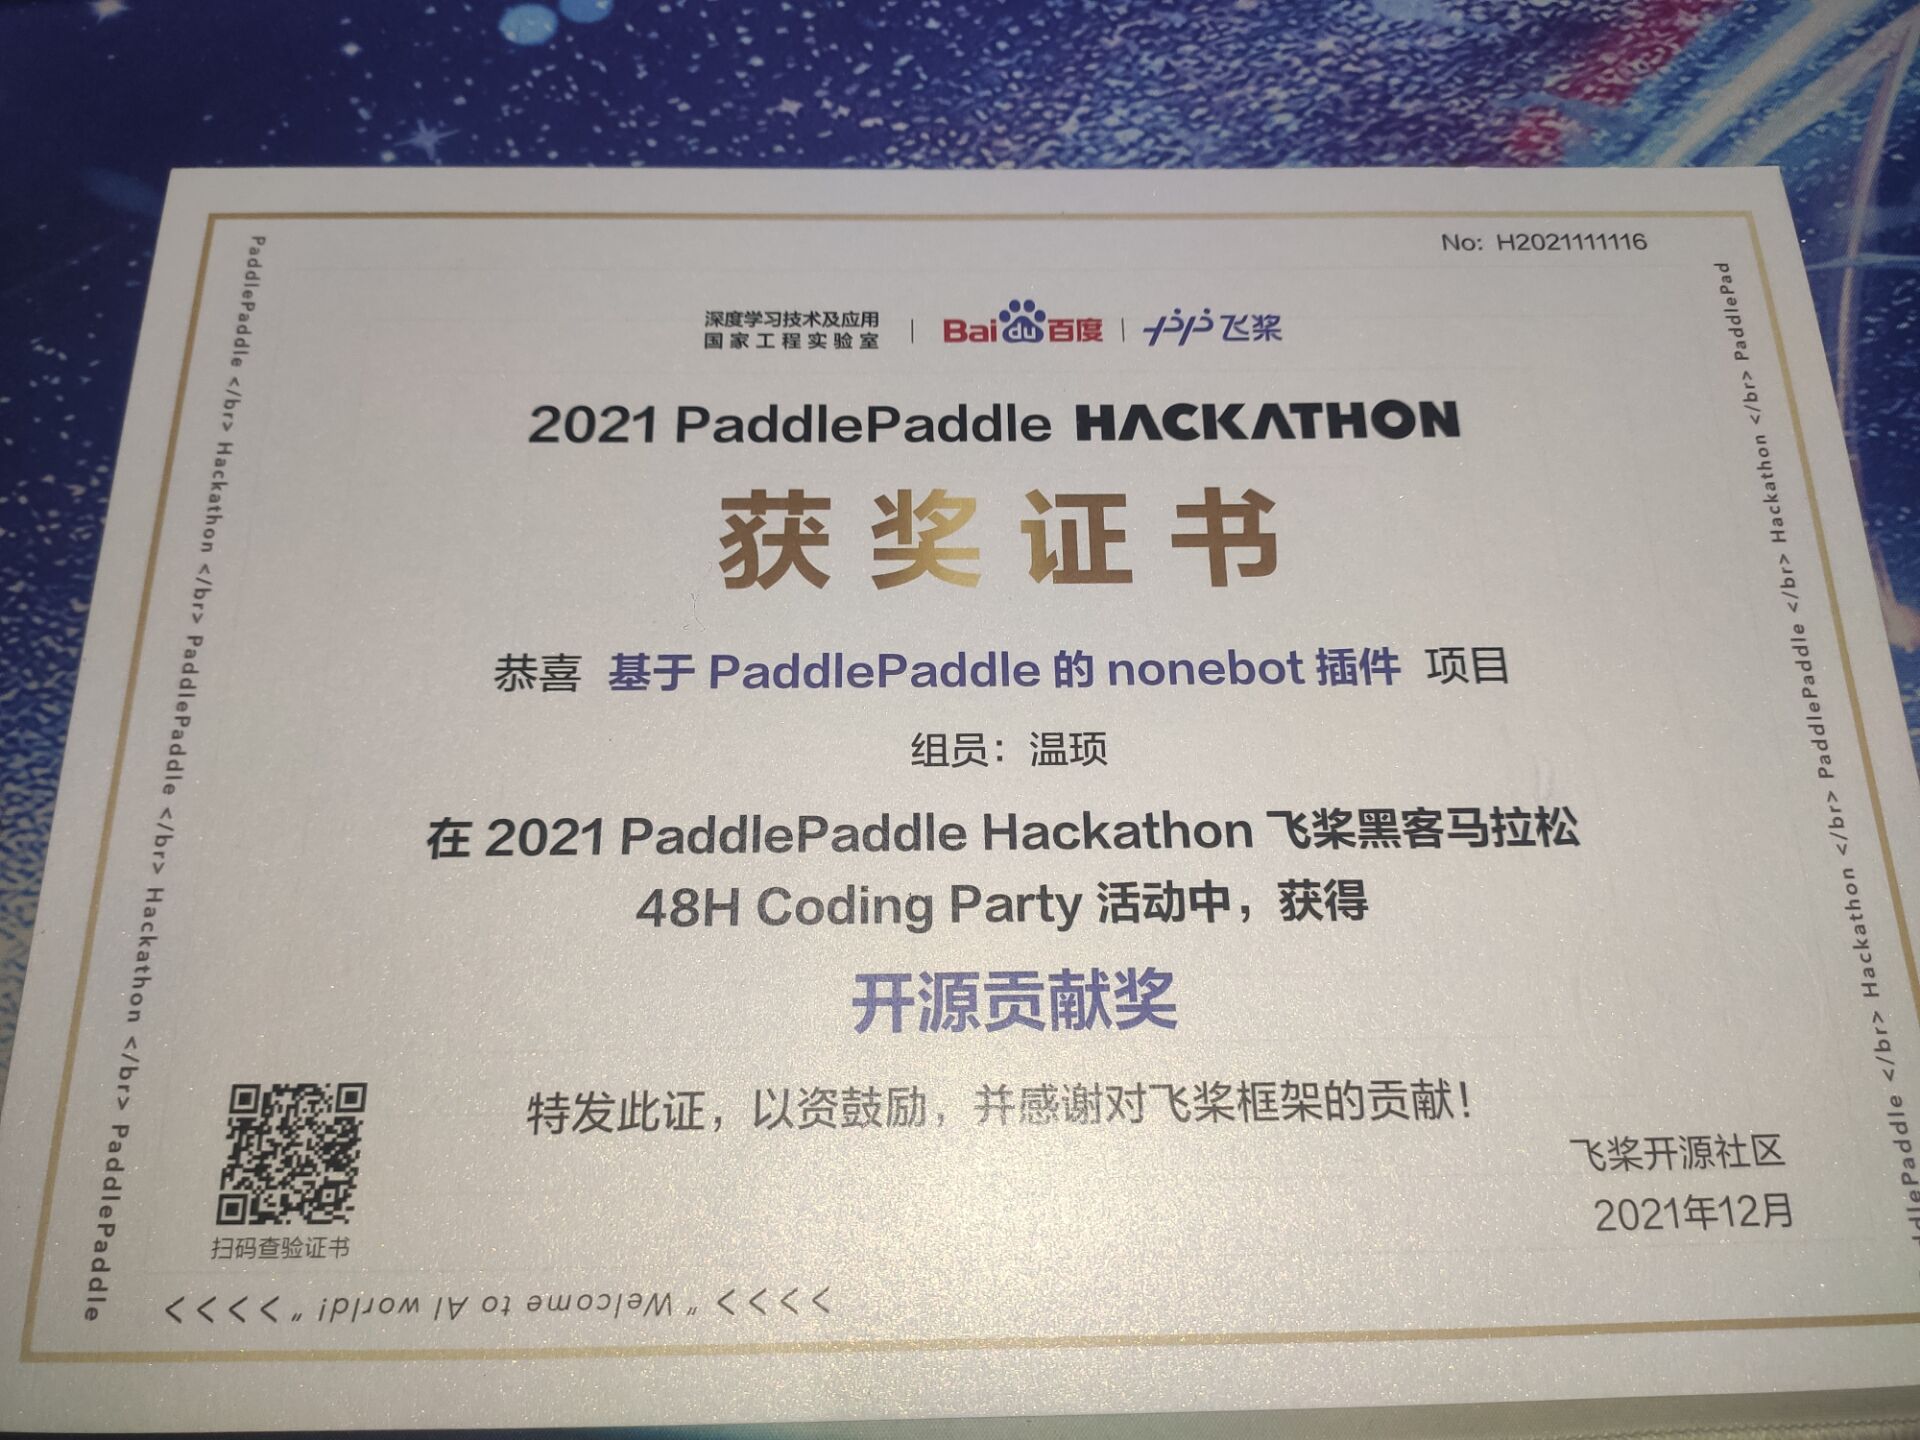 No: H2021111116
深度学习技术及应用
国家工程实验室
Baidu百度
飞桨
2021 PaddlePaddle HACKATHON
获奖证书
恭喜 基于 PaddlePaddle 的 nonebot 插件 项目
组员：温顼
在 2021 PaddlePaddle Hackathon 飞桨黑客马拉松
48H Coding Party 活动中，获得
开源贡献奖
特发此证，以资鼓励，并感谢对飞桨框架的贡献！
飞桨开源社区
2021年12月
扫码查验证书
PaddlePaddle </br> Hackathon </br> PaddlePaddle </br> Hackathon </br> PaddlePaddle
PaddlePad </br> Hackathon </br> PaddlePaddle </br> Hackathon </br> PaddlePaddle
>>>> "Welcome to AI world!" >>>>